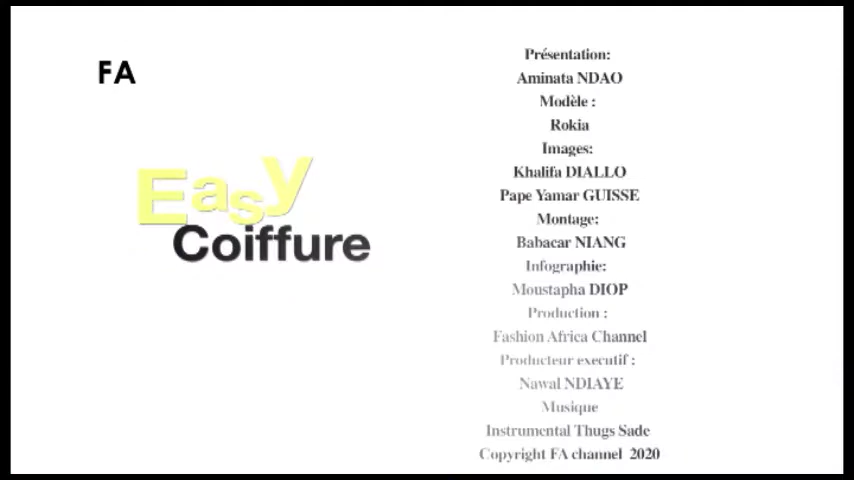 FA
Easy
Coiffure
Présentation:
Aminata NDAO
Modèle :
Rokia
Images:
Khalifa DIALLO
Pape Yamar GUISSE
Montage:
Babacar NIANG
Infographie:
Moustapha DIOP
Production :
Fashion Africa Channel
Producteur executif :
Nawal NDIAYE
Musique
Instrumental Thugs Sade
Copyright FA channel 2020